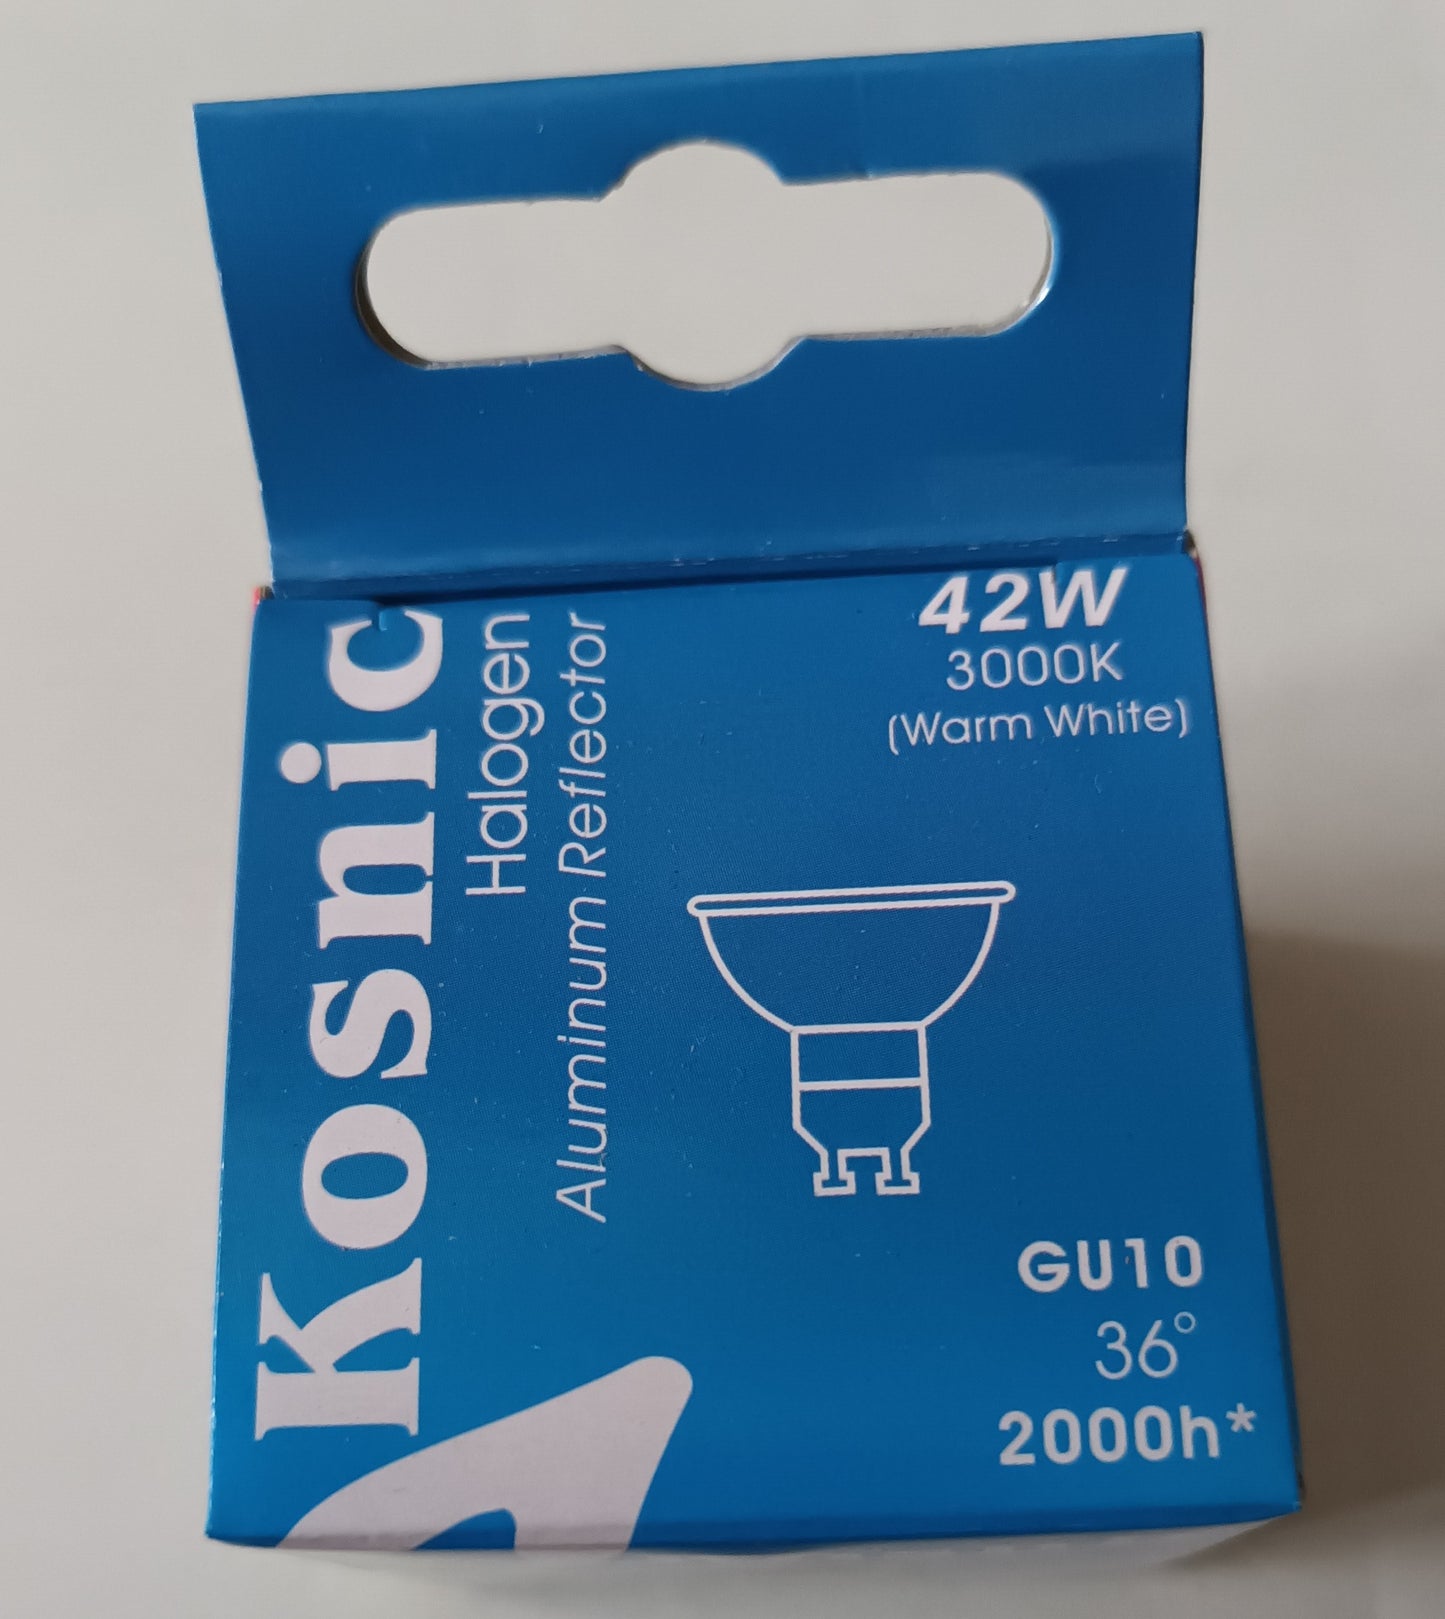 Kosnic
Halogen
Aluminum Reflector
42W
3000K
(Warm White)
GU10
36°
2000h*